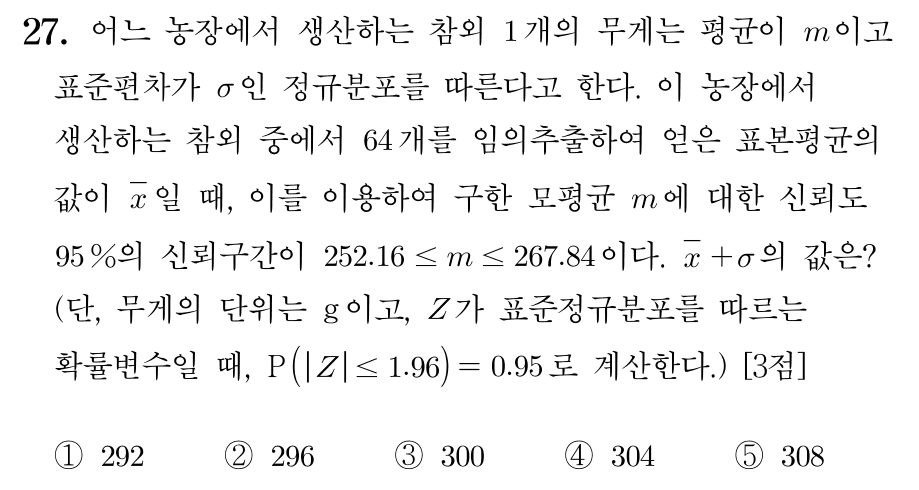 27. 어느 농장에서 생산하는 참외 1개의 무게는 평균이 m이고
표준편차가 σ인 정규분포를 따른다고 한다. 이 농장에서
생산하는 참외 중에서 64개를 임의추출하여 얻은 표본평균의
값이 x̄일 때, 이를 이용하여 구한 모평균 m에 대한 신뢰도
95%의 신뢰구간이 252.16 ≤ m ≤ 267.84이다. x̄+σ의 값은?
(단, 무게의 단위는 g이고, Z가 표준정규분포를 따르는
확률변수일 때, P(|Z| ≤ 1.96) = 0.95로 계산한다.) [3점]
① 292 ② 296 ③ 300 ④ 304 ⑤ 308